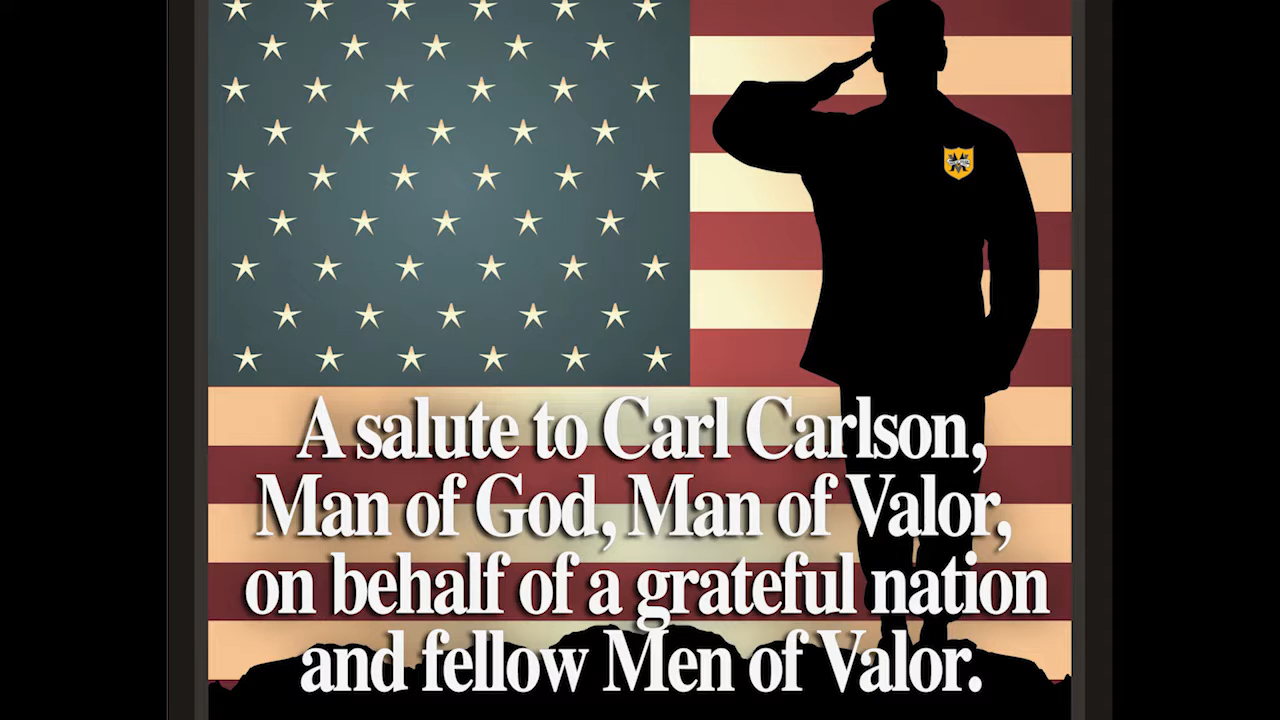 A salute to Carl Carlson,
Man of God, Man of Valor,
on behalf of a grateful nation
and fellow Men of Valor.